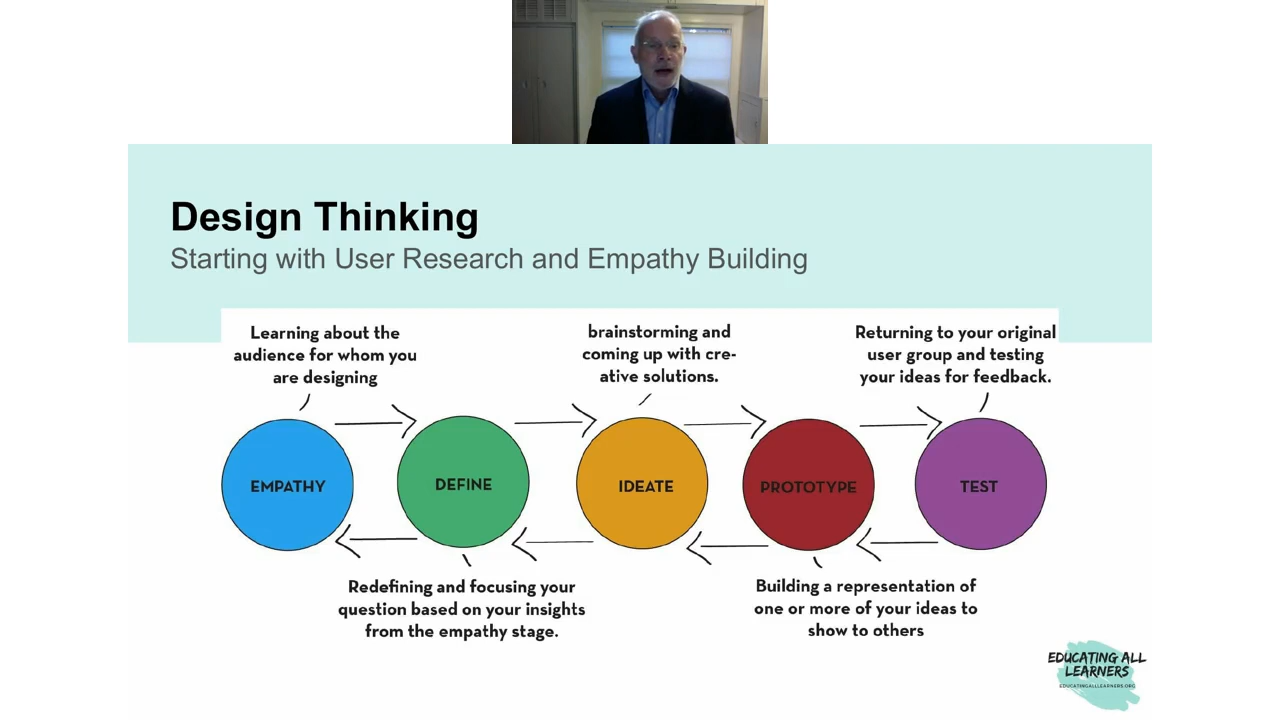 Design Thinking
Starting with User Research and Empathy Building
Learning about the
audience for whom you
are designing
brainstorming and
coming up with cre-
ative solutions.
Returning to your original
user group and testing
your ideas for feedback.
EMPATHY
DEFINE
IDEATE
PROTOTYPE
TEST
Redefining and focusing your
question based on your insights
from the empathy stage.
Building a representation of
one or more of your ideas to
show to others
EDUCATING ALL
LEARNERS
EDUCATINGALLLEARNERS.ORG